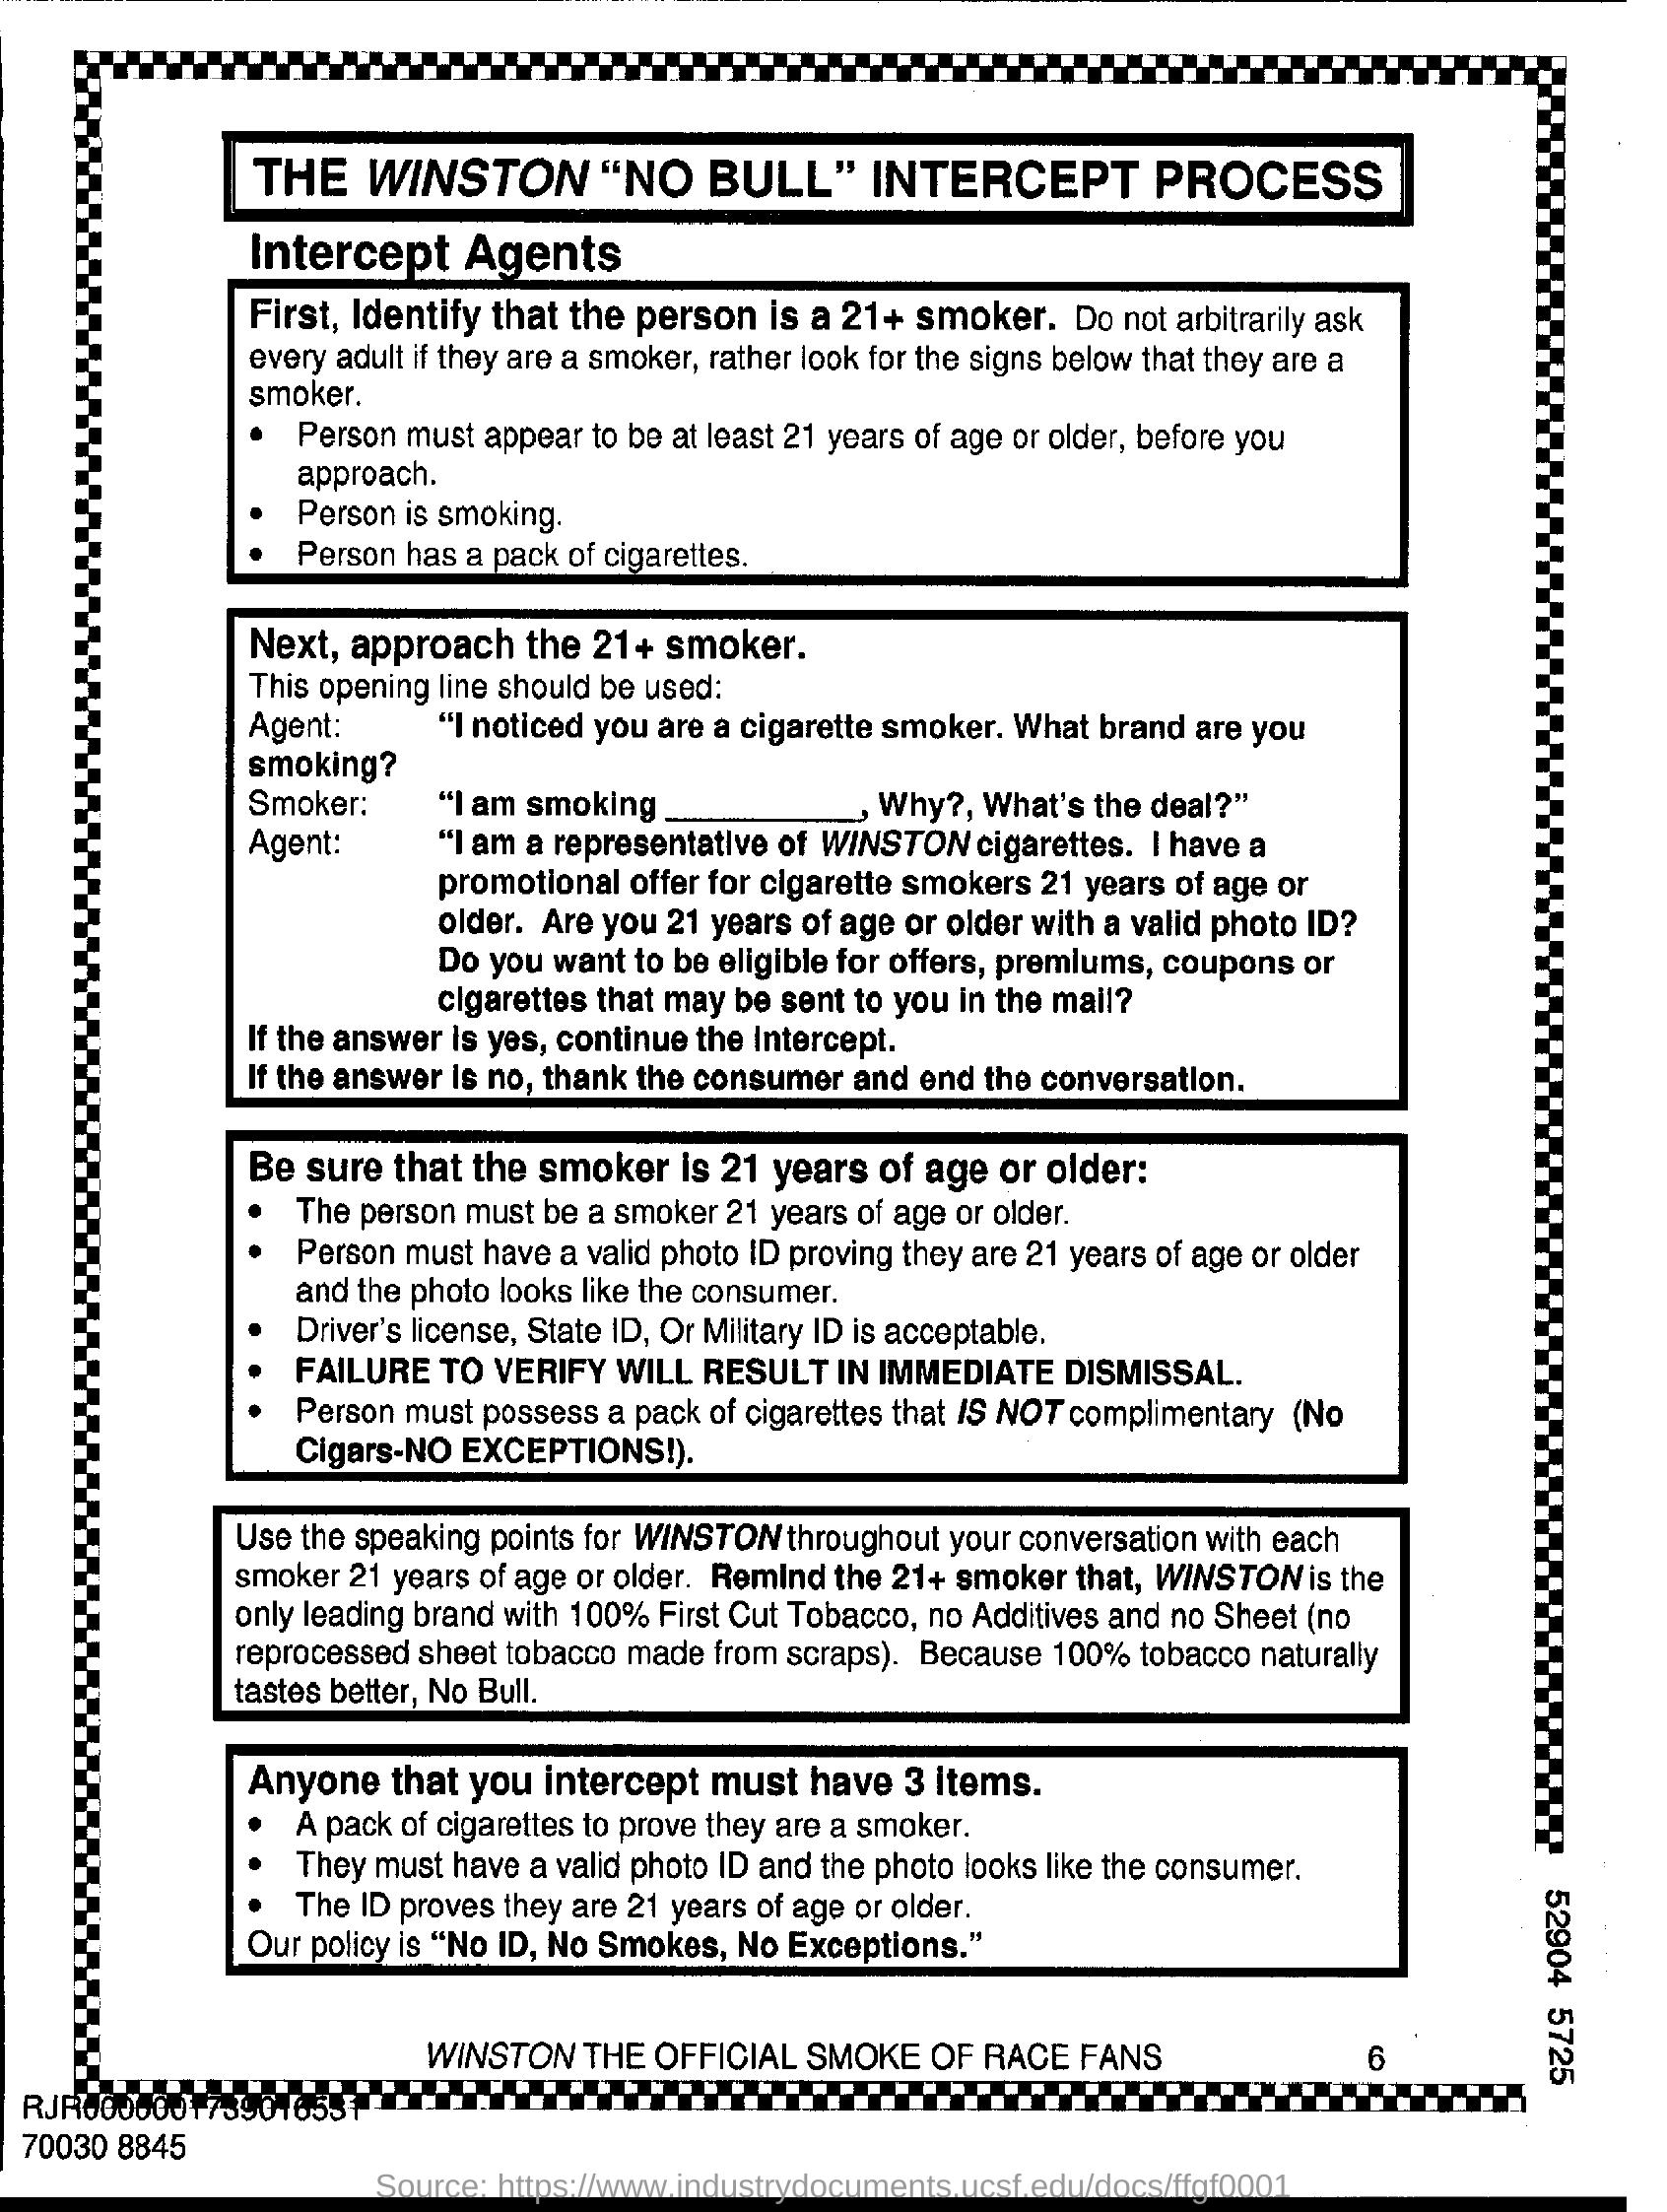 THE WINSTON “NO BULL” INTERCEPT PROCESS
Intercept Agents
First, Identify that the person is a 21+ smoker. Do not arbitrarily ask
every adult if they are a smoker, rather look for the signs below that they are a
smoker.
• Person must appear to be at least 21 years of age or older, before you
approach.
• Person is smoking.
• Person has a pack of cigarettes.
Next, approach the 21+ smoker.
This opening line should be used:
Agent: “I noticed you are a cigarette smoker. What brand are you
smoking?
Smoker: “I am smoking __________, Why?, What's the deal?”
Agent: “I am a representative of WINSTON cigarettes. I have a
promotional offer for cigarette smokers 21 years of age or
older. Are you 21 years of age or older with a valid photo ID?
Do you want to be eligible for offers, premiums, coupons or
cigarettes that may be sent to you in the mail?
If the answer is yes, continue the intercept.
If the answer is no, thank the consumer and end the conversation.
Be sure that the smoker is 21 years of age or older:
• The person must be a smoker 21 years of age or older.
• Person must have a valid photo ID proving they are 21 years of age or older
and the photo looks like the consumer.
• Driver's license, State ID, Or Military ID is acceptable.
• FAILURE TO VERIFY WILL RESULT IN IMMEDIATE DISMISSAL.
• Person must possess a pack of cigarettes that IS NOT complimentary (No
Cigars-NO EXCEPTIONS!).
Use the speaking points for WINSTON throughout your conversation with each
smoker 21 years of age or older. Remind the 21+ smoker that, WINSTON is the
only leading brand with 100% First Cut Tobacco, no Additives and no Sheet (no
reprocessed sheet tobacco made from scraps). Because 100% tobacco naturally
tastes better, No Bull.
Anyone that you intercept must have 3 items.
• A pack of cigarettes to prove they are a smoker.
• They must have a valid photo ID and the photo looks like the consumer.
• The ID proves they are 21 years of age or older.
Our policy is “No ID, No Smokes, No Exceptions.”
WINSTON THE OFFICIAL SMOKE OF RACE FANS 6
52904 5725
RJR0000001739016531
70030 8845
Source: https://www.industrydocuments.ucsf.edu/docs/ffgf0001